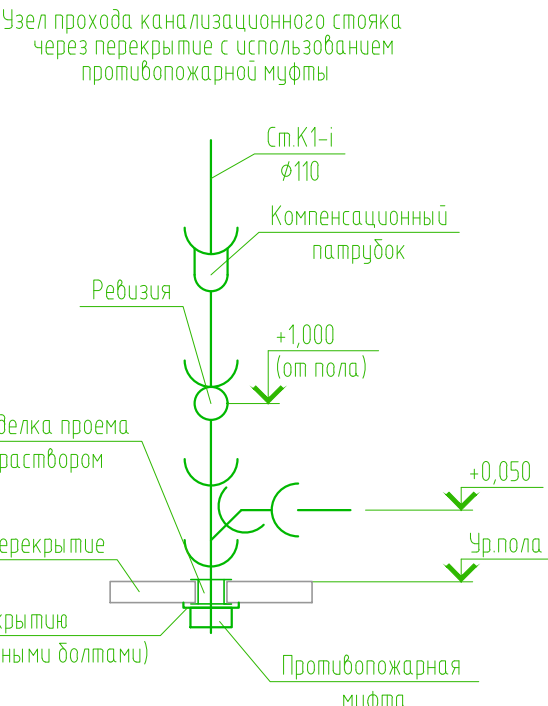 Узел прохода канализационного стояка
через перекрытие с использованием
противопожарной муфты
Ст.К1-i
ϕ110
Компенсационный
патрубок
Ревизия
+1,000
(от пола)
делка проема
раствором
+0,050
Ур.пола
ерекрытие
крытию
ными болтами)
Противопожарная
муфта